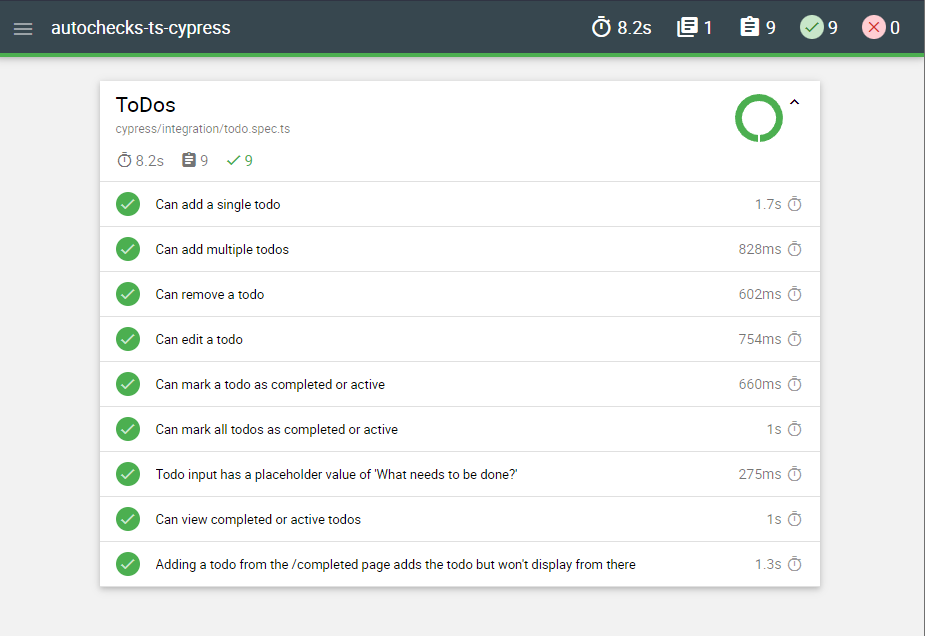 autochecks-ts-cypress 8.2s 1 9 9 0
ToDos
cypress/integration/todo.spec.ts
8.2s 9 9
Can add a single todo 1.7s
Can add multiple todos 828ms
Can remove a todo 602ms
Can edit a todo 754ms
Can mark a todo as completed or active 660ms
Can mark all todos as completed or active 1s
Todo input has a placeholder value of 'What needs to be done?' 275ms
Can view completed or active todos 1s
Adding a todo from the /completed page adds the todo but won't display from there 1.3s